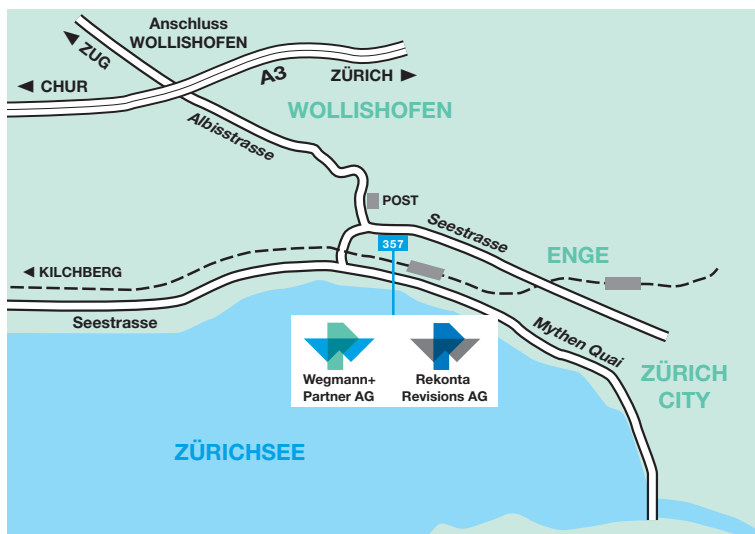 Anschluss
WOLLISHOFEN
ZUG
A3
ZÜRICH
CHUR
WOLLISHOFEN
Albisstrasse
POST
Seestrasse
357
ENGE
KILCHBERG
Seestrasse
Mythen Quai
Wegmann+
Partner AG
Rekonta
Revisions AG
ZÜRICH
CITY
ZÜRICHSEE